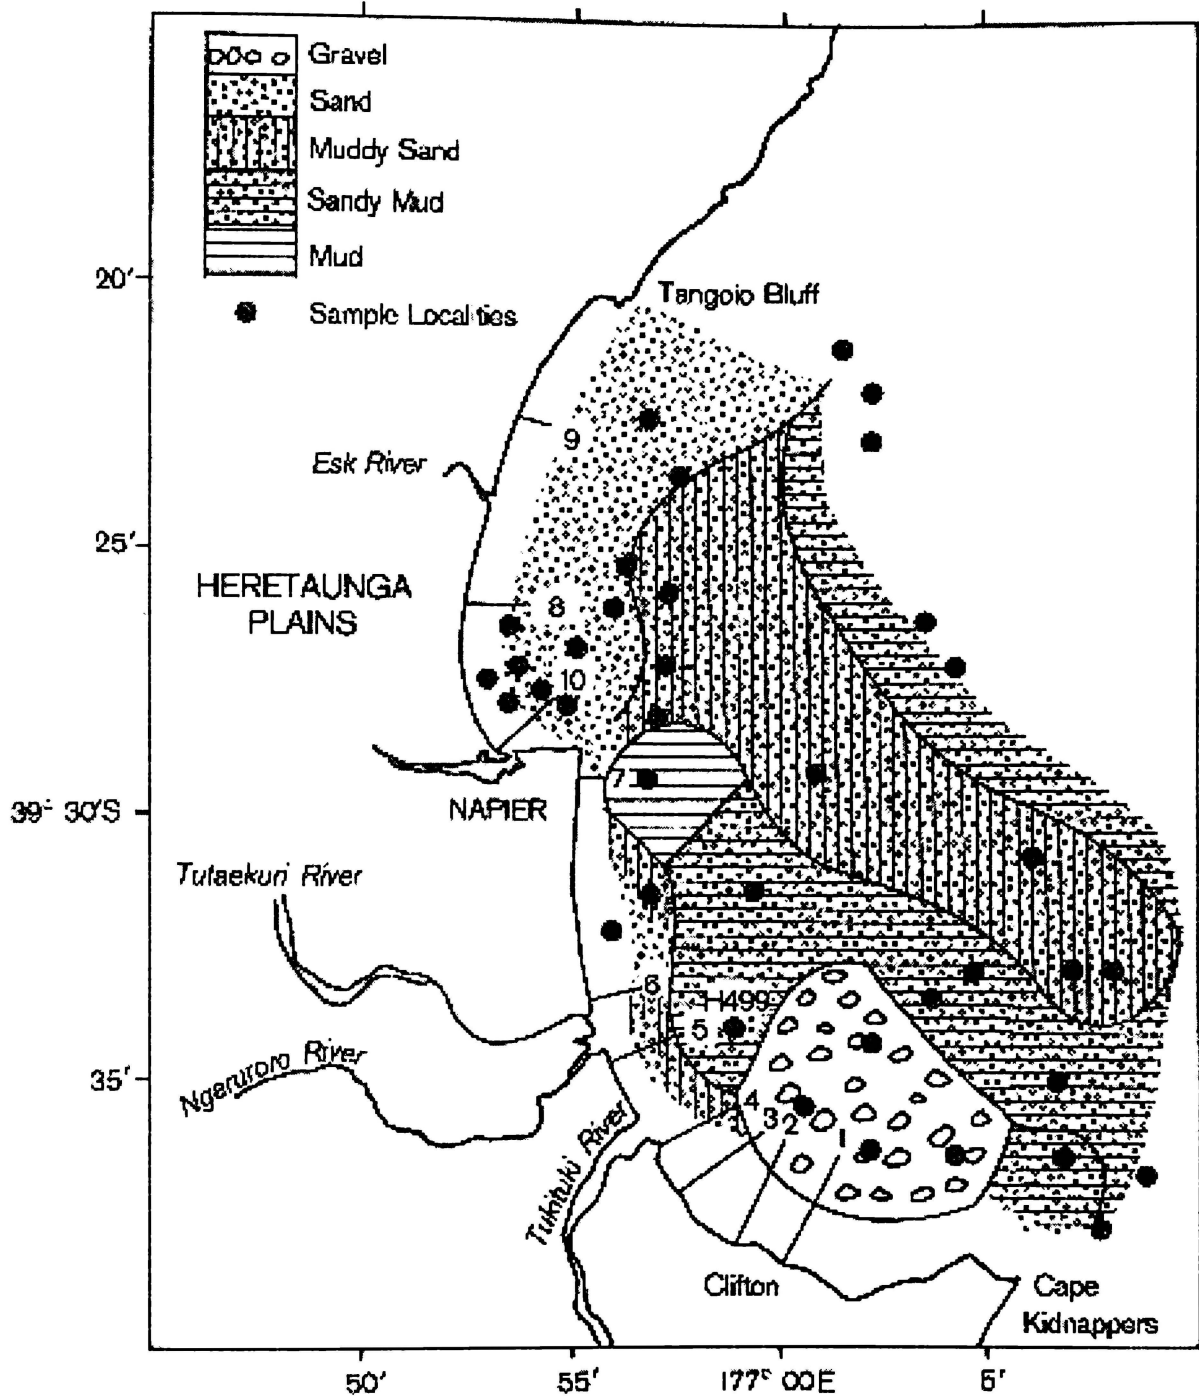 Gravel
Sand
Muddy Sand
Sandy Mud
Mud
Sample Localities
20'
Tangoio Bluff
9
Esk River
25'
HERETAUNGA
PLAINS
8
10
7
NAPIER
39° 30'S
Tutaekuri River
6
H499
5
Ngaruroro River
35'
4
3
2
1
Tukituki River
Clifton
Cape
Kidnappers
50'
55'
177° 00E
5'